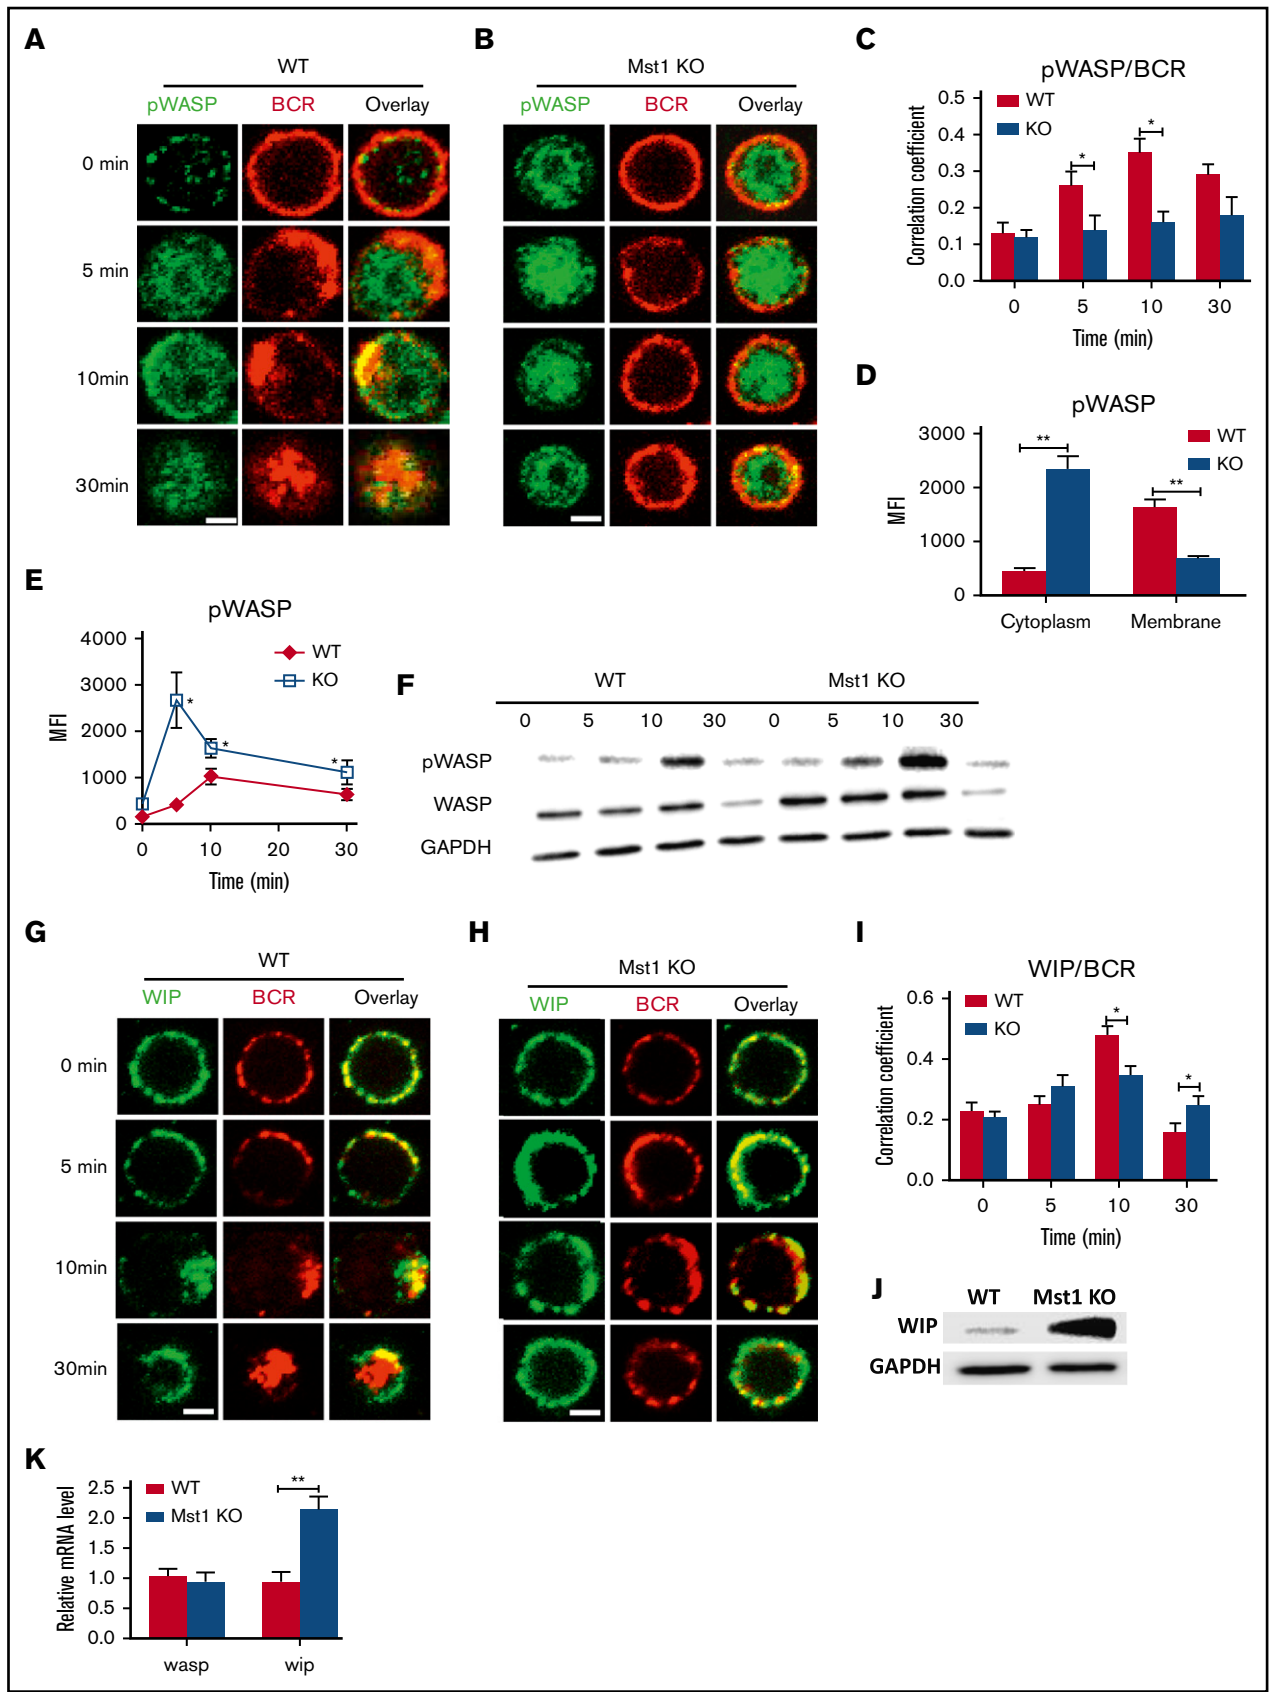 A
WT
pWASP BCR Overlay
0 min
5 min
10min
30min
B
Mst1 KO
pWASP BCR Overlay
C
pWASP/BCR
WT
KO
Correlation coefficient
0.5
0.4
0.3
0.2
0.1
0.0
* *
0 5 10 30
Time (min)
D
pWASP
WT
KO
MFI
3000
2000
1000
0
** **
Cytoplasm Membrane
E
pWASP
WT
KO
MFI
4000
3000
2000
1000
0
* * *
0 10 20 30
Time (min)
F
WT Mst1 KO
0 5 10 30 0 5 10 30
pWASP
WASP
GAPDH
G
WT
WIP BCR Overlay
0 min
5 min
10min
30min
H
Mst1 KO
WIP BCR Overlay
I
WIP/BCR
WT
KO
Correlation coefficient
0.6
0.4
0.2
0.0
* *
0 5 10 30
Time (min)
J
WT Mst1 KO
WIP
GAPDH
K
WT
Mst1 KO
Relative mRNA level
2.5
2.0
1.5
1.0
0.5
0.0
**
wasp wip